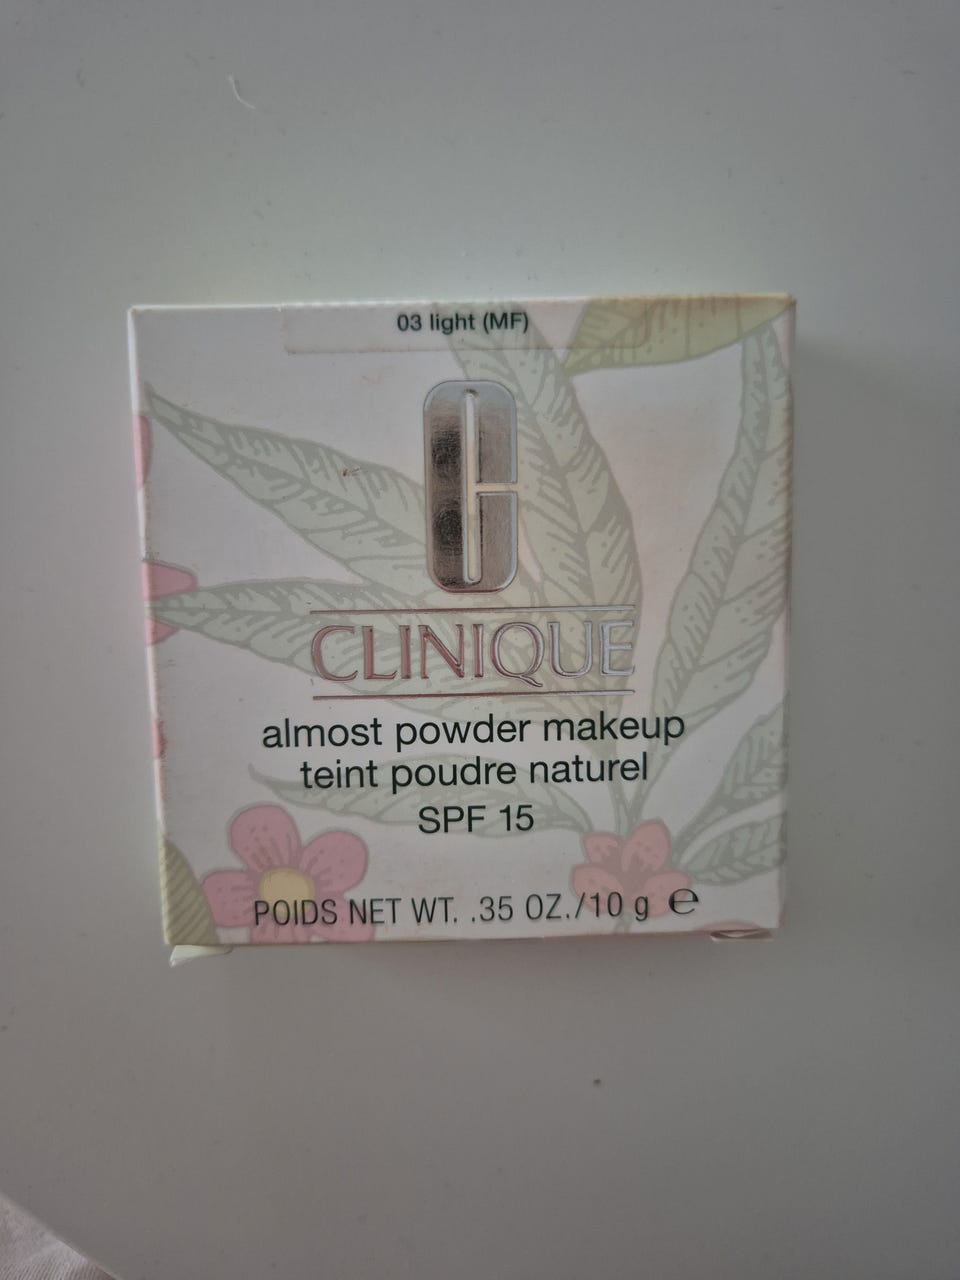 03 light (MF)
CLINIQUE
almost powder makeup
teint poudre naturel
SPF 15
POIDS NET WT. .35 OZ./10 g ℮